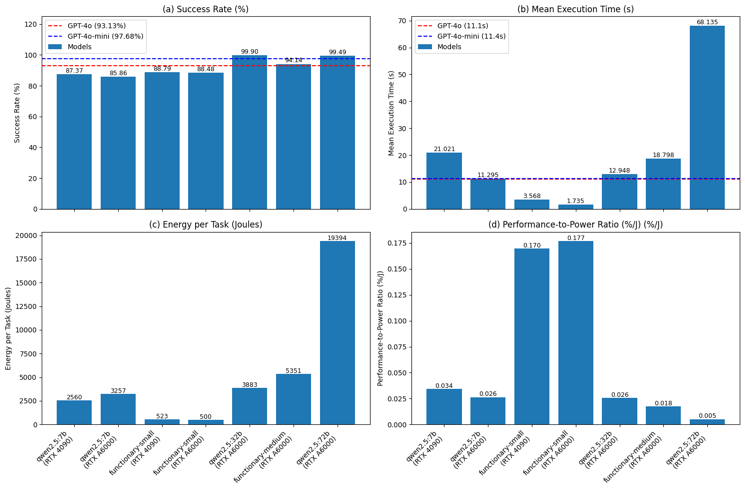 (a) Success Rate (%)
GPT-4o (93.13%)
GPT-4o-mini (97.68%)
Models
Success Rate (%)
120
100
80
60
40
20
0
87.37
85.86
88.79
88.48
99.90
94.14
99.49
(b) Mean Execution Time (s)
GPT-4o (11.1s)
GPT-4o-mini (11.4s)
Models
Mean Execution Time (s)
70
60
50
40
30
20
10
0
21.021
11.295
3.568
1.735
12.948
18.798
68.135
(c) Energy per Task (Joules)
Energy per Task (Joules)
20000
17500
15000
12500
10000
7500
5000
2500
0
2560
3257
523
500
3883
5351
19394
qwen2.5:7b
(RTX 4090)
qwen2.5:7b
(RTX A6000)
functionary-small
(RTX 4090)
functionary-small
(RTX A6000)
qwen2.5:32b
(RTX A6000)
functionary-medium
(RTX A6000)
qwen2.5:72b
(RTX A6000)
(d) Performance-to-Power Ratio (%/J) (%/J)
Performance-to-Power Ratio (%/J)
0.175
0.150
0.125
0.100
0.075
0.050
0.025
0.000
0.034
0.026
0.170
0.177
0.026
0.018
0.005
qwen2.5:7b
(RTX 4090)
qwen2.5:7b
(RTX A6000)
functionary-small
(RTX 4090)
functionary-small
(RTX A6000)
qwen2.5:32b
(RTX A6000)
functionary-medium
(RTX A6000)
qwen2.5:72b
(RTX A6000)